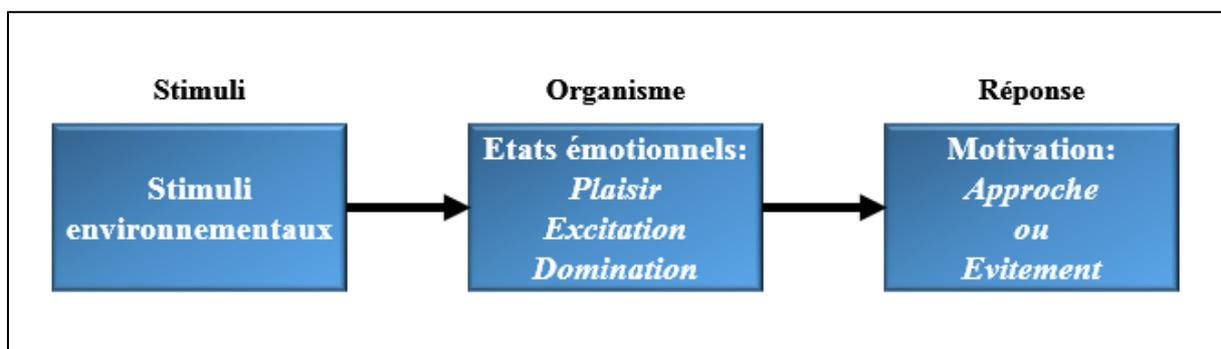 Stimuli
Organisme
Réponse
Stimuli
environnementaux
Etats émotionnels:
Plaisir
Excitation
Domination
Motivation:
Approche
ou
Evitement